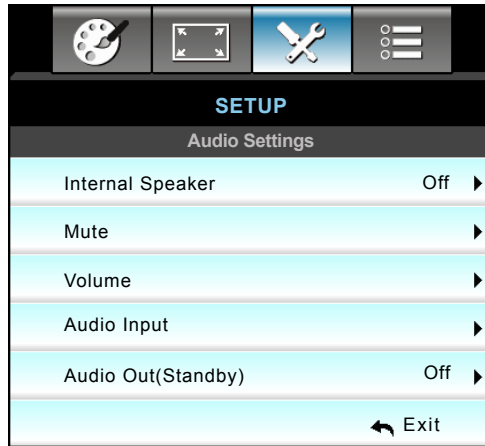 SETUP
Audio Settings
Internal Speaker Off
Mute
Volume
Audio Input
Audio Out(Standby) Off
Exit